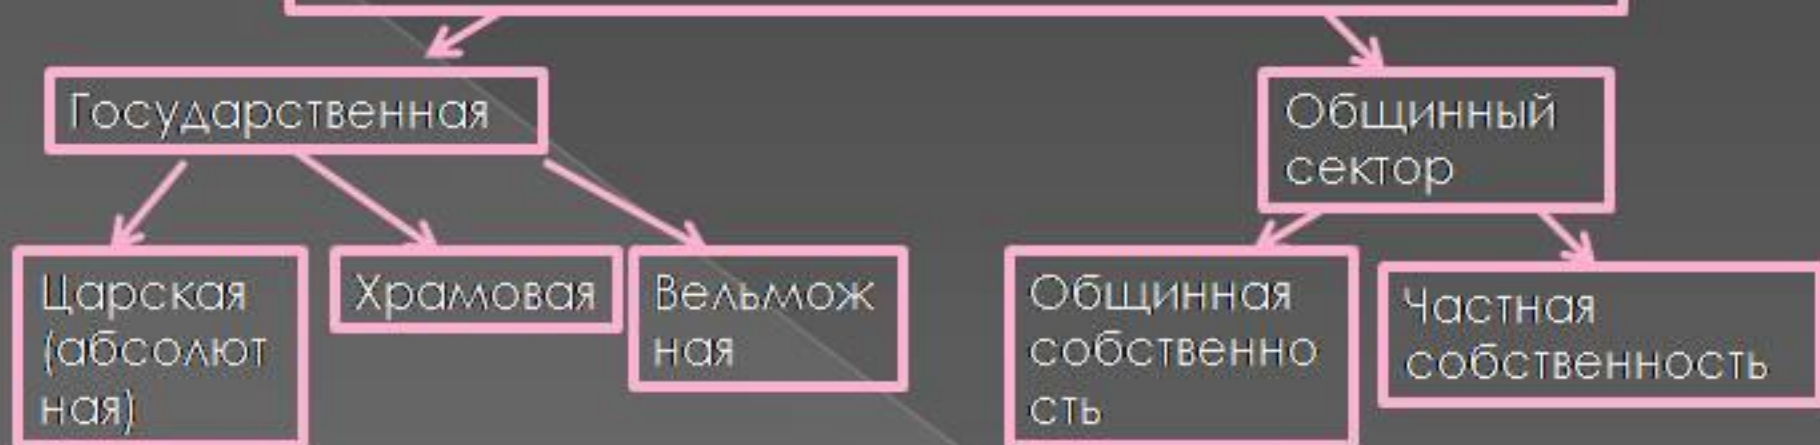 Государственная
Общинный
сектор
Царская
(абсолют
ная)
Храмовая
Вельмож
ная
Общинная
собственно
сть
Частная
собственность